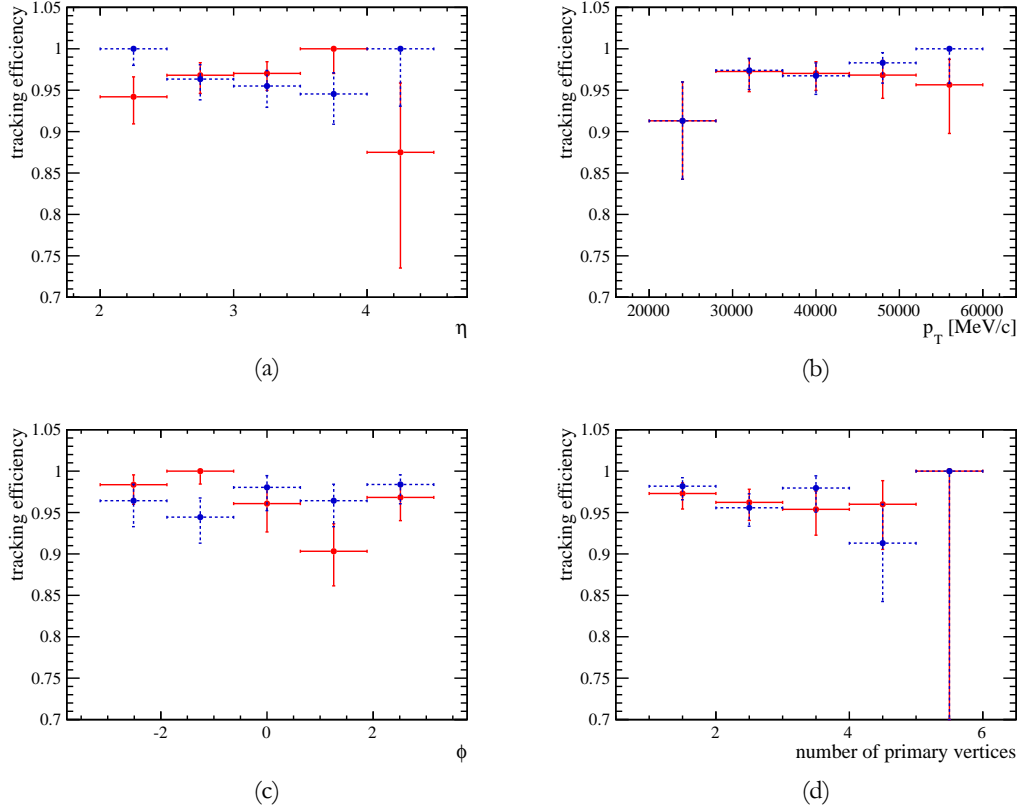 tracking efficiency
1.05
1
0.95
0.9
0.85
0.8
0.75
0.7
2 3 4
η
(a)
tracking efficiency
1.05
1
0.95
0.9
0.85
0.8
0.75
0.7
20000 30000 40000 50000 60000
p_T [MeV/c]
(b)
tracking efficiency
1.05
1
0.95
0.9
0.85
0.8
0.75
0.7
-2 0 2
ϕ
(c)
tracking efficiency
1.05
1
0.95
0.9
0.85
0.8
0.75
0.7
2 4 6
number of primary vertices
(d)